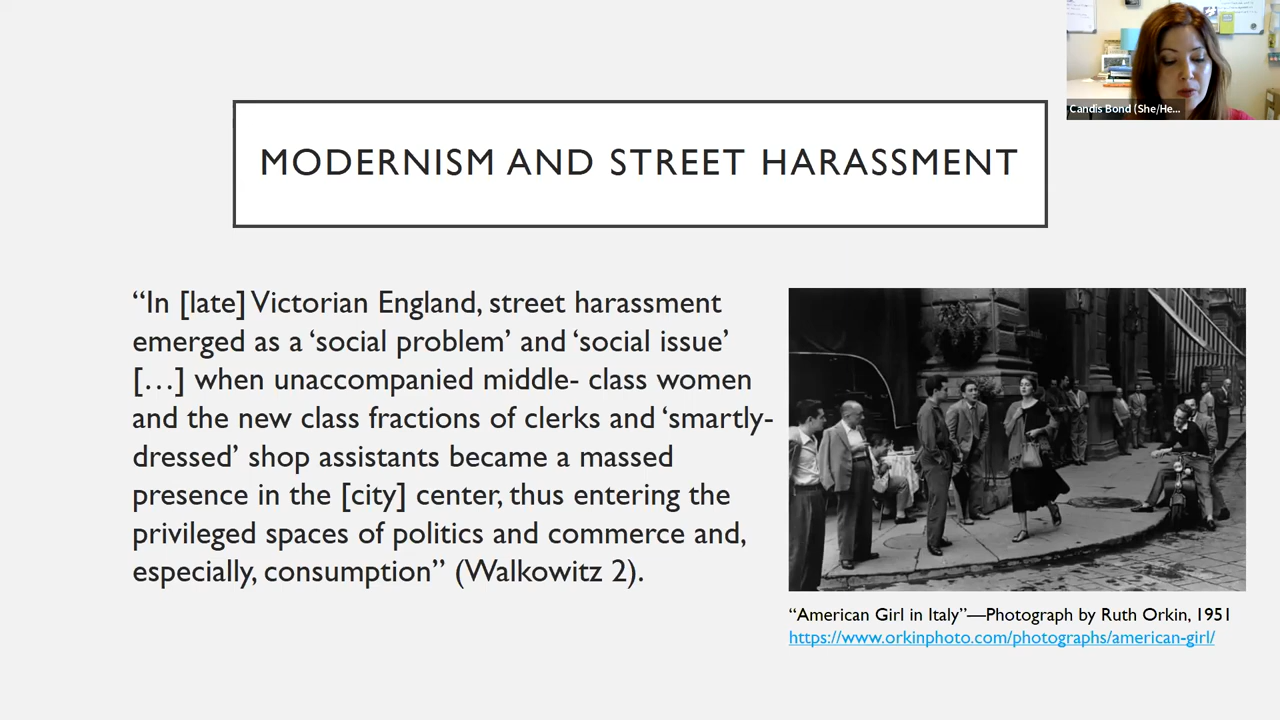 Candis Bond (She/He...
MODERNISM AND STREET HARASSMENT
“In [late] Victorian England, street harassment
emerged as a ‘social problem’ and ‘social issue’
[…] when unaccompanied middle- class women
and the new class fractions of clerks and ‘smartly-
dressed’ shop assistants became a massed
presence in the [city] center, thus entering the
privileged spaces of politics and commerce and,
especially, consumption” (Walkowitz 2).
“American Girl in Italy”—Photograph by Ruth Orkin, 1951
https://www.orkinphoto.com/photographs/american-girl/